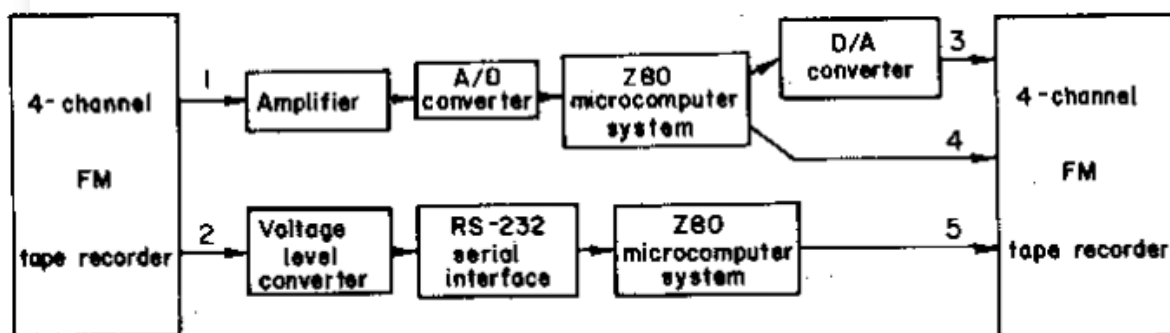 4-channel
FM
tape recorder
1
Amplifier
A/D
converter
Z80
microcomputer
system
D/A
converter
3
4
2
Voltage
level
converter
RS-232
serial
interface
Z80
microcomputer
system
5
4-channel
FM
tape recorder